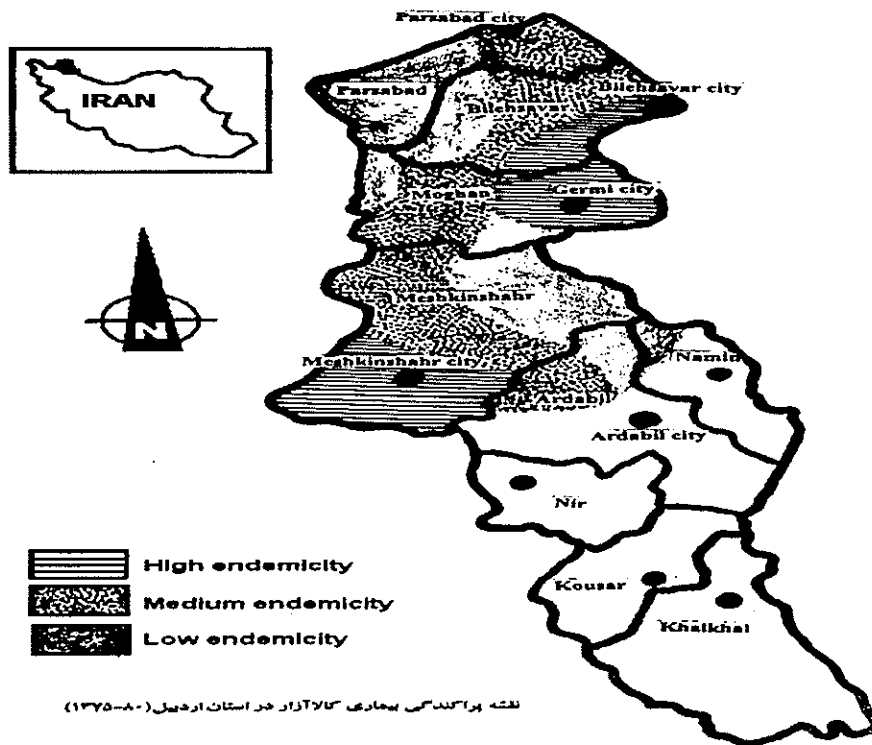 Parsabad city
IRAN
Parsabad
Bilehsavar
Bilehsavar city
Moghan
Germi city
Meshkinshahr
Meshkinshahr city
Namin
Ardabil
Ardabil city
Nir
Kousar
Khalkhal
N
High endemicity
Medium endemicity
Low endemicity
نقشه پراکندگی بیماری کالاآزار در استان اردبیل (۸۰-۱۳۷۵)